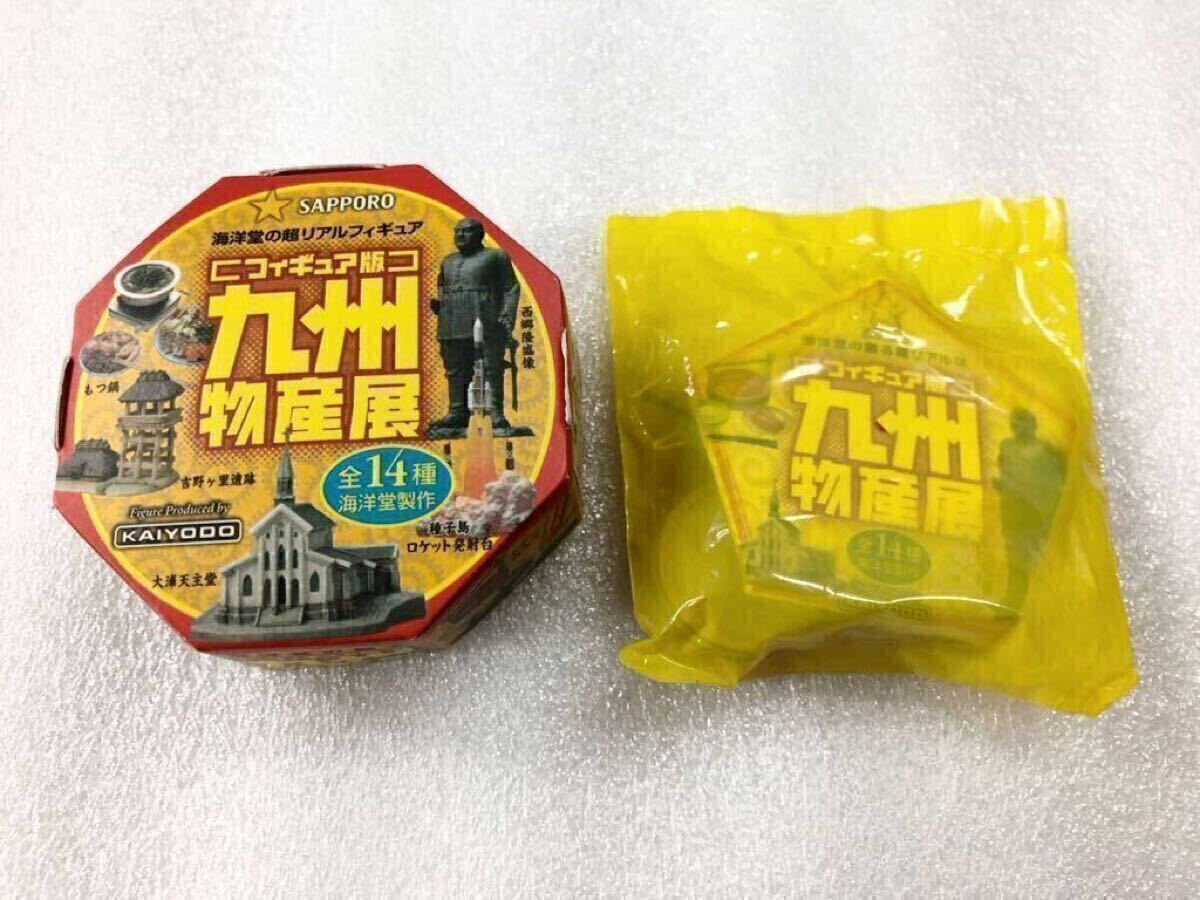 SAPPORO
海洋堂の超リアルフィギュア
フィギュア版
九州
物産展
西郷隆盛像
もつ鍋
吉野ヶ里遺跡
全14種
海洋堂製作
Figure Produced by
KAIYODO
種子島
ロケット発射台
大浦天主堂
フィギュア版
九州
物産展
全14種
KAIYODO